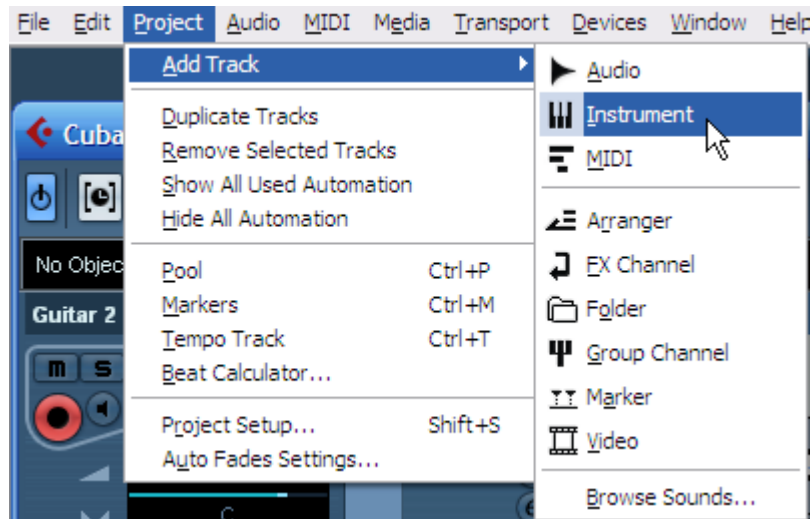 File Edit Project Audio MIDI Media Transport Devices Window Help
Add Track
Duplicate Tracks
Remove Selected Tracks
Show All Used Automation
Hide All Automation
Pool Ctrl+P
Markers Ctrl+M
Tempo Track Ctrl+T
Beat Calculator...
Project Setup... Shift+S
Auto Fades Settings...
Audio
Instrument
MIDI
Arranger
FX Channel
Folder
Group Channel
Marker
Video
Browse Sounds...
Cuba
No Objec
Guitar 2
m s
C
e